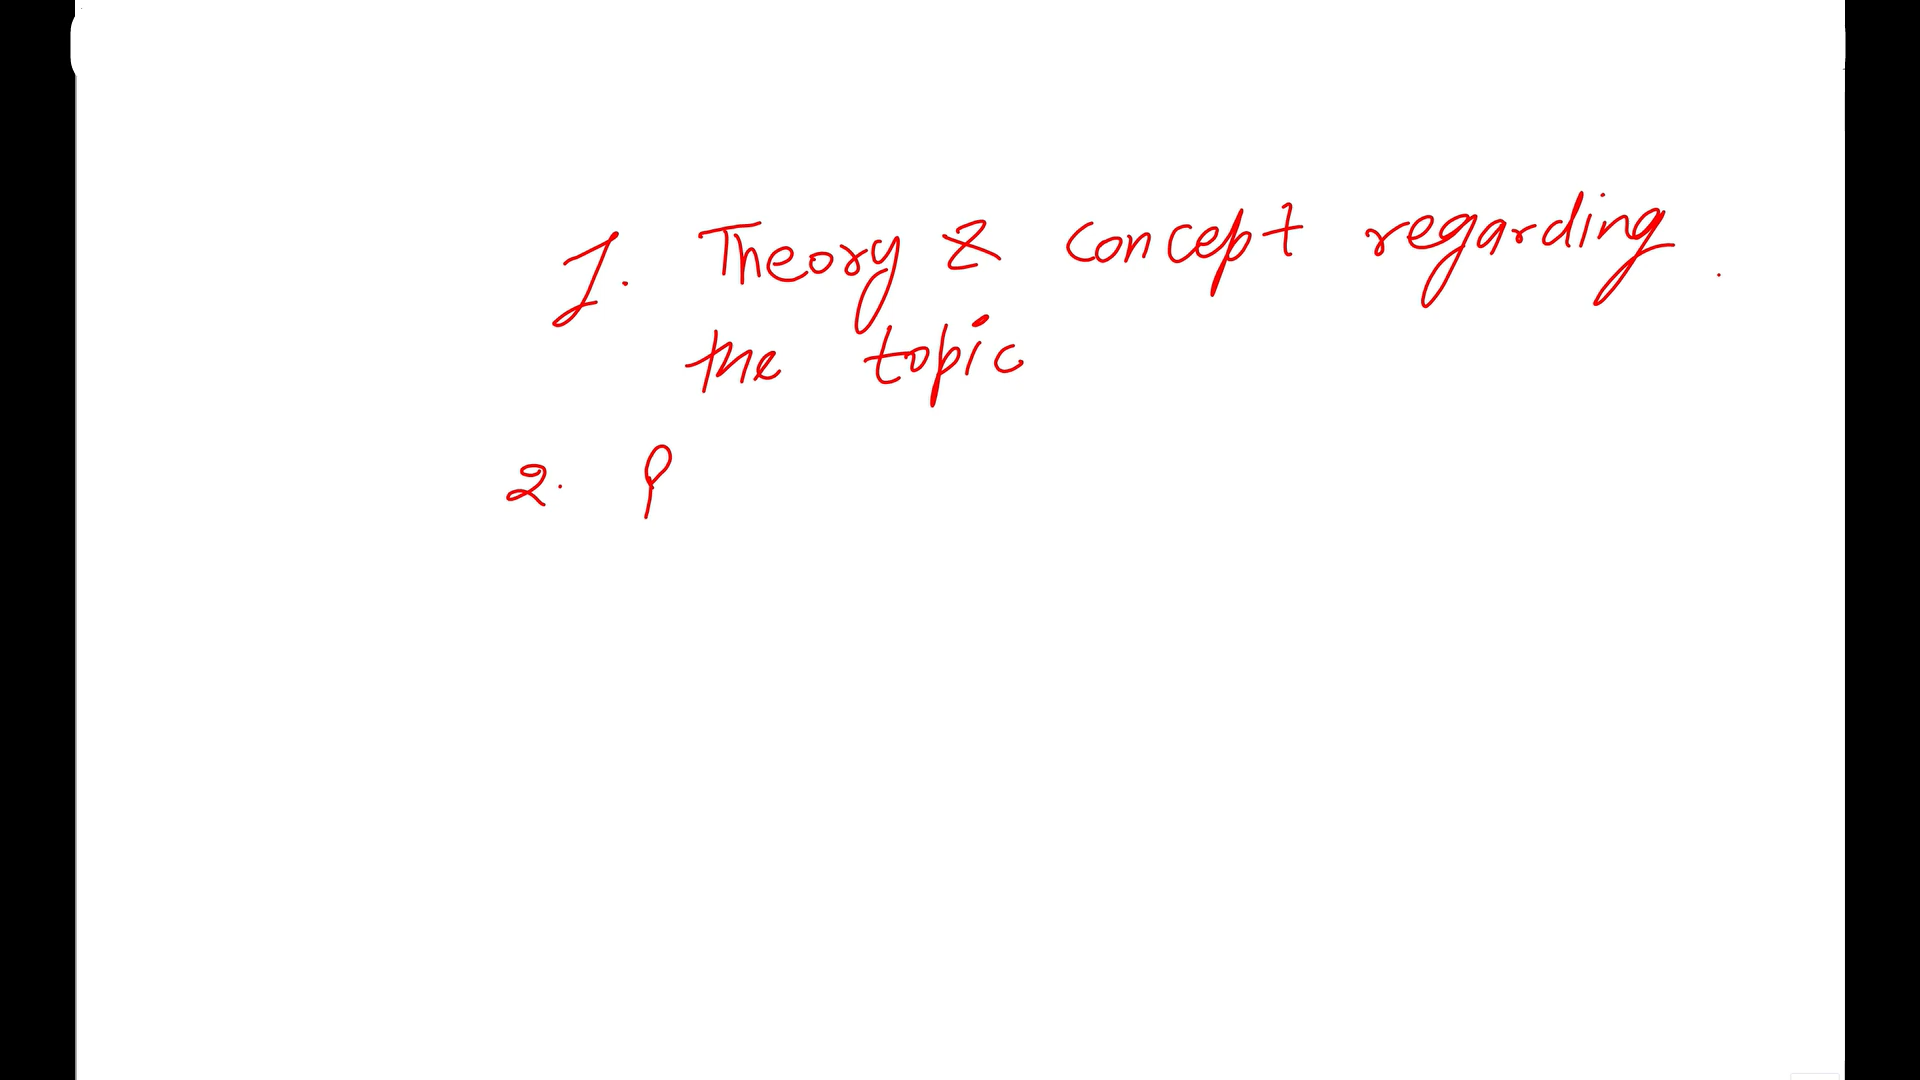 1. Theory & concept regarding
the topic
2. P